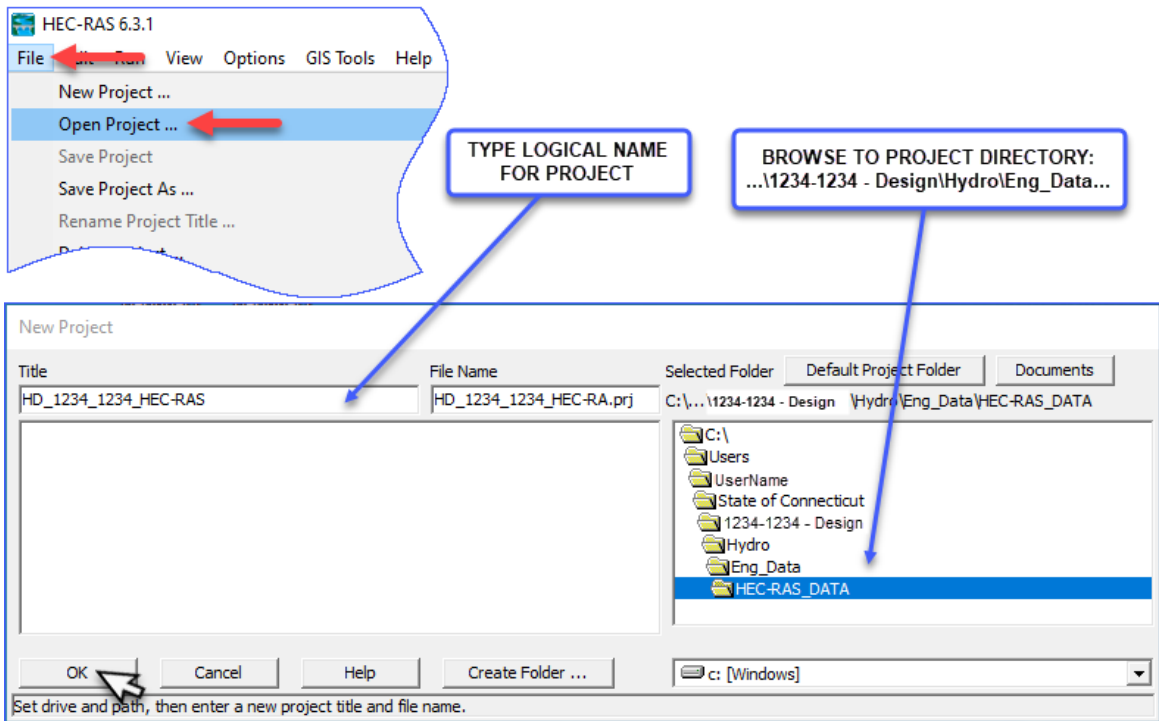 HEC-RAS 6.3.1
File Edit Run View Options GIS Tools Help
New Project ...
Open Project ...
Save Project
Save Project As ...
Rename Project Title ...
TYPE LOGICAL NAME
FOR PROJECT
BROWSE TO PROJECT DIRECTORY:
...\1234-1234 - Design\Hydro\Eng_Data...
New Project
Title
File Name
Selected Folder
Default Project Folder
Documents
HD_1234_1234_HEC-RAS
HD_1234_1234_HEC-RA.prj
C:\...\1234-1234 - Design \Hydro\Eng_Data\HEC-RAS_DATA
C:\
Users
UserName
State of Connecticut
1234-1234 - Design
Hydro
Eng_Data
HEC-RAS_DATA
OK
Cancel
Help
Create Folder ...
c: [Windows]
Set drive and path, then enter a new project title and file name.